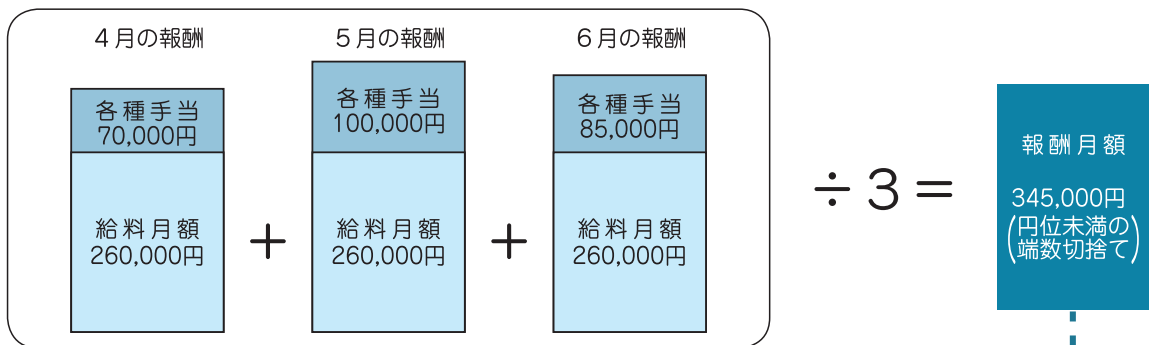 4月の報酬
各種手当
70,000円
給料月額
260,000円
+
5月の報酬
各種手当
100,000円
給料月額
260,000円
+
6月の報酬
各種手当
85,000円
給料月額
260,000円
÷3=
報酬月額
345,000円
(円位未満の
端数切捨て)